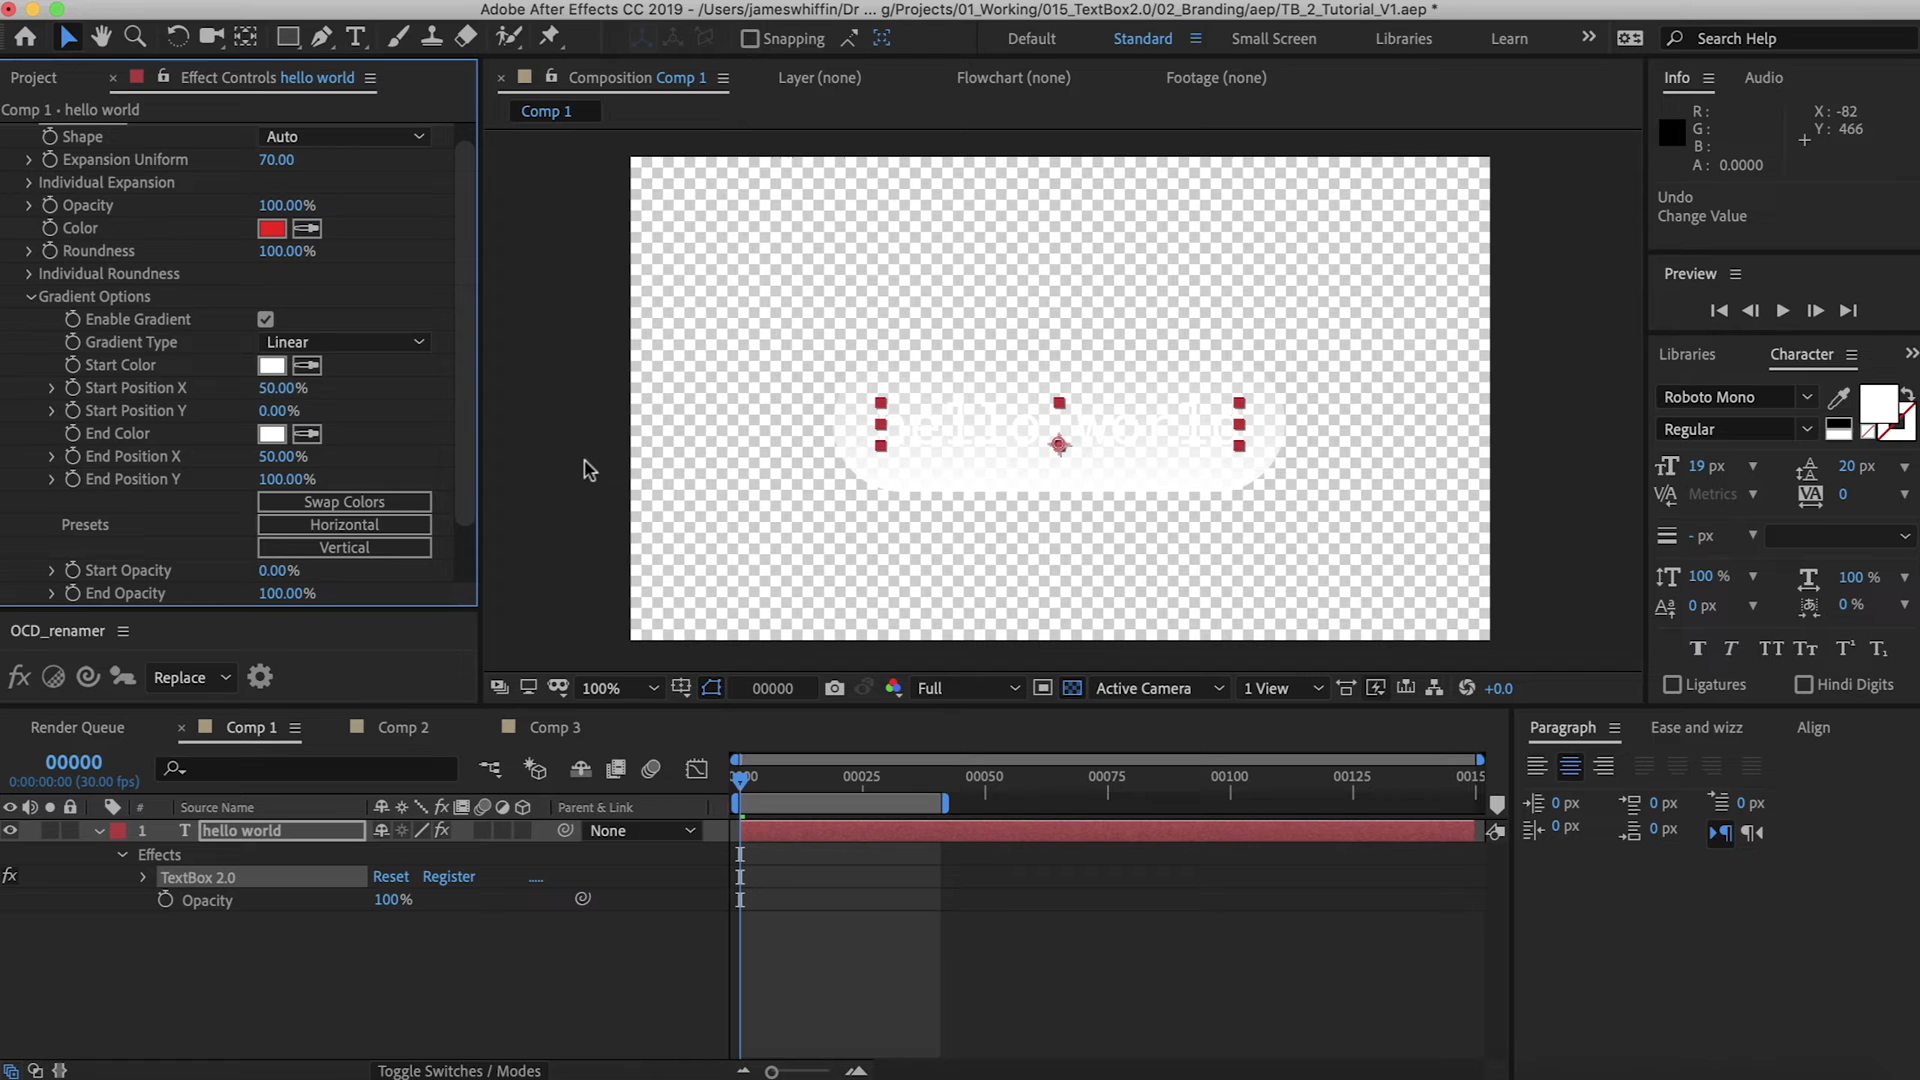 Adobe After Effects CC 2019 - /Users/jameswhiffin/Dr ... g/Projects/01_Working/015_TextBox2.0/02_Branding/aep/TB_2_Tutorial_V1.aep *
Snapping
Default
Standard
Small Screen
Libraries
Learn
Search Help
Project
Effect Controls hello world
Composition Comp 1
Layer (none)
Flowchart (none)
Footage (none)
Info
Audio
Comp 1 • hello world
Comp 1
R :
G :
B :
A : 0.0000
X : -82
Y : 466
Undo
Change Value
Shape Auto
Expansion Uniform 70.00
Individual Expansion
Opacity 100.00%
Color
Roundness 100.00%
Individual Roundness
Gradient Options
Enable Gradient
Gradient Type Linear
Start Color
Start Position X 50.00%
Start Position Y 0.00%
End Color
End Position X 50.00%
End Position Y 100.00%
Swap Colors
Presets Horizontal
Vertical
Start Opacity 0.00%
End Opacity 100.00%
Preview
Libraries
Character
Roboto Mono
Regular
19 px
20 px
Metrics
0
- px
100 %
100 %
0 px
0 %
T T TT Tт T¹ T₁
Ligatures
Hindi Digits
OCD_renamer
Replace
100%
00000
Full
Active Camera
1 View
+0.0
Render Queue
Comp 1
Comp 2
Comp 3
00000
0:00:00:00 (30.00 fps)
00025
00050
00075
00100
00125
0015
# Source Name
Parent & Link
1 T hello world
None
Effects
fx TextBox 2.0 Reset Register .....
Opacity 100%
Toggle Switches / Modes
Paragraph
Ease and wizz
Align
0 px
0 px
0 px
0 px
0 px